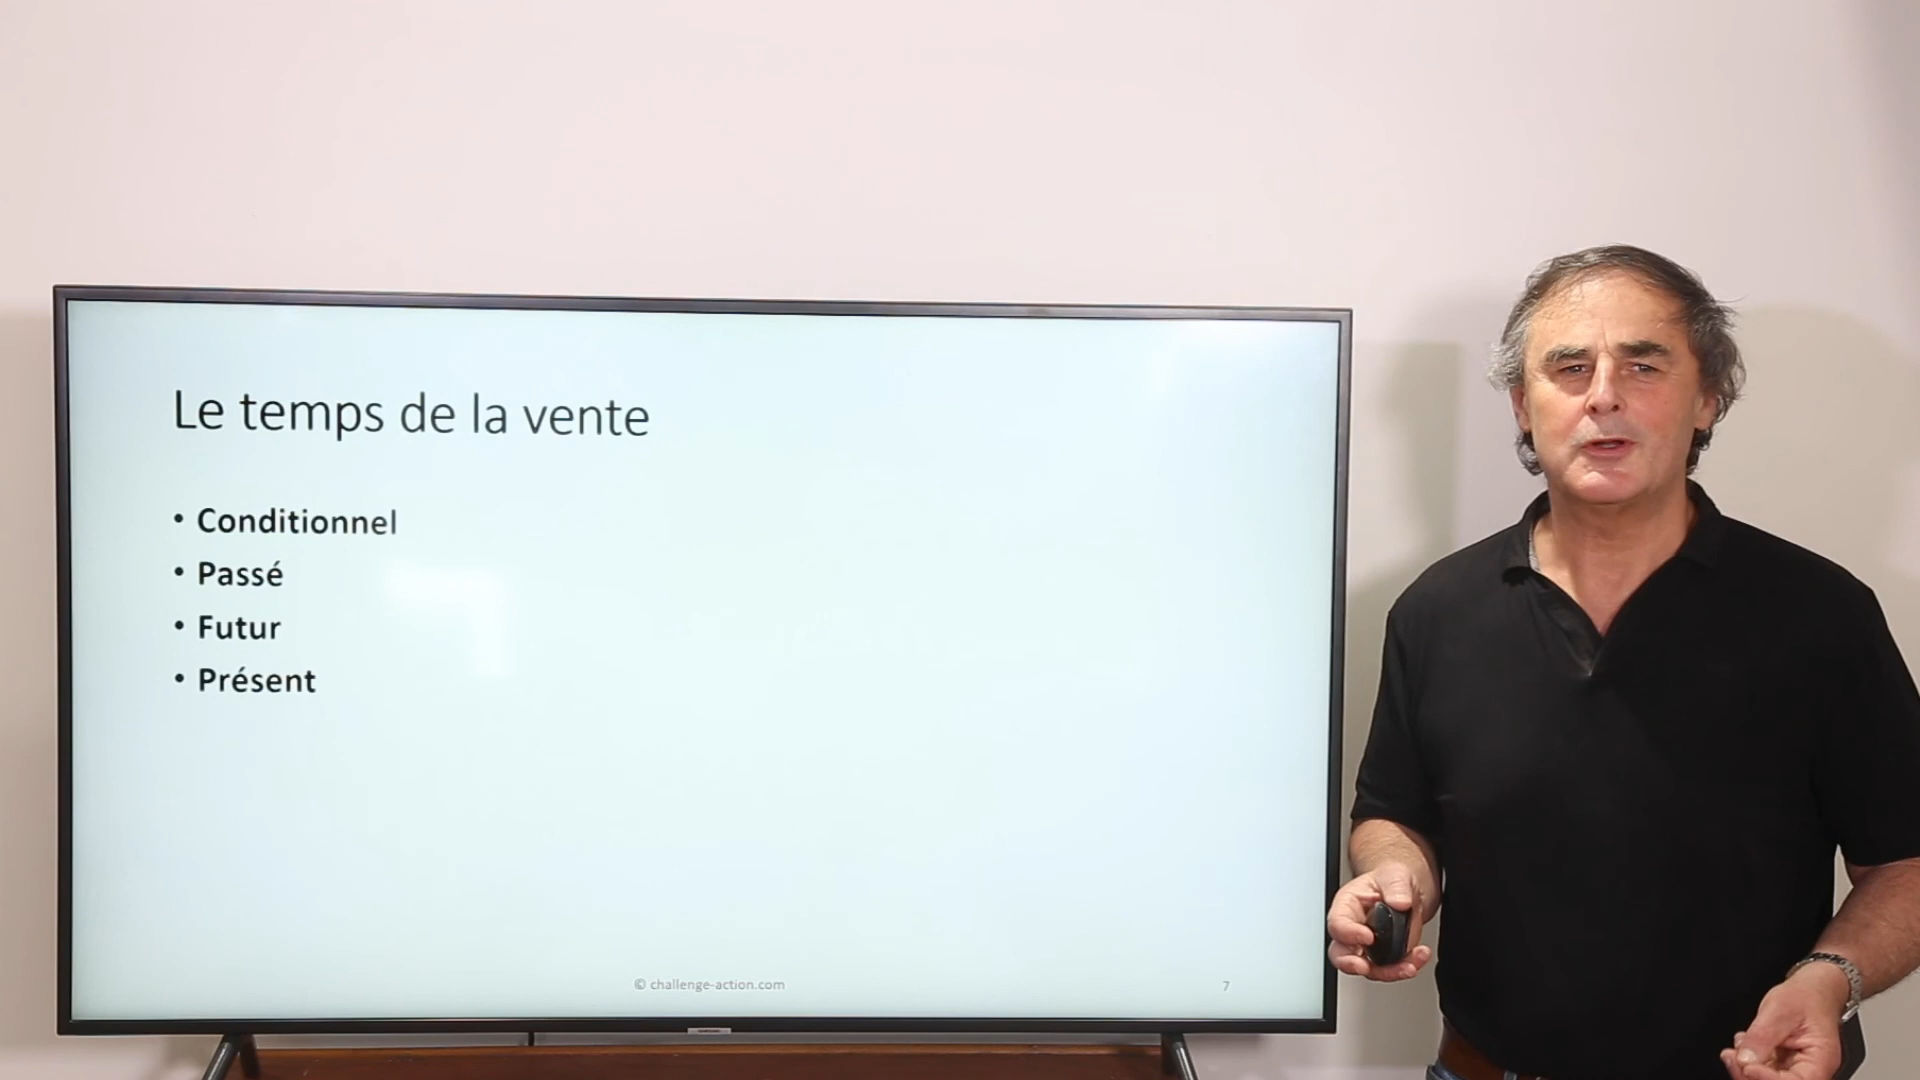 Le temps de la vente
• Conditionnel
• Passé
• Futur
• Présent
© challenge-action.com
7